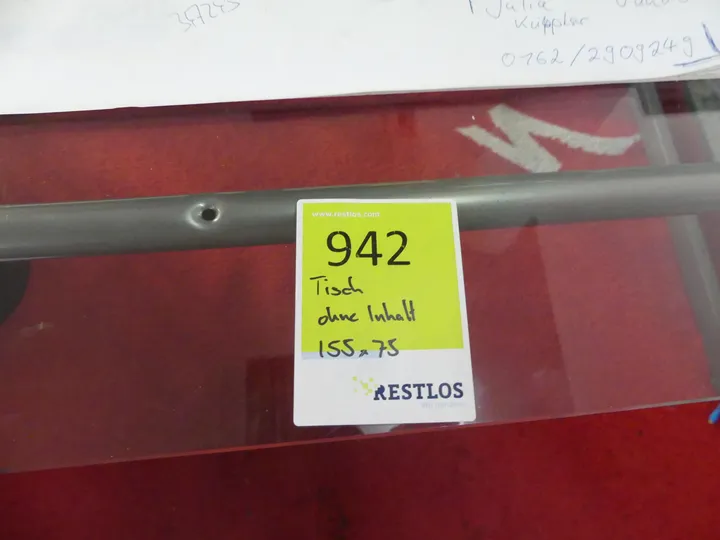 Julia
Kuppler
0162/2909249
www.restlos.com
942
Tisch
ohne Inhalt
155x75
RESTLOS